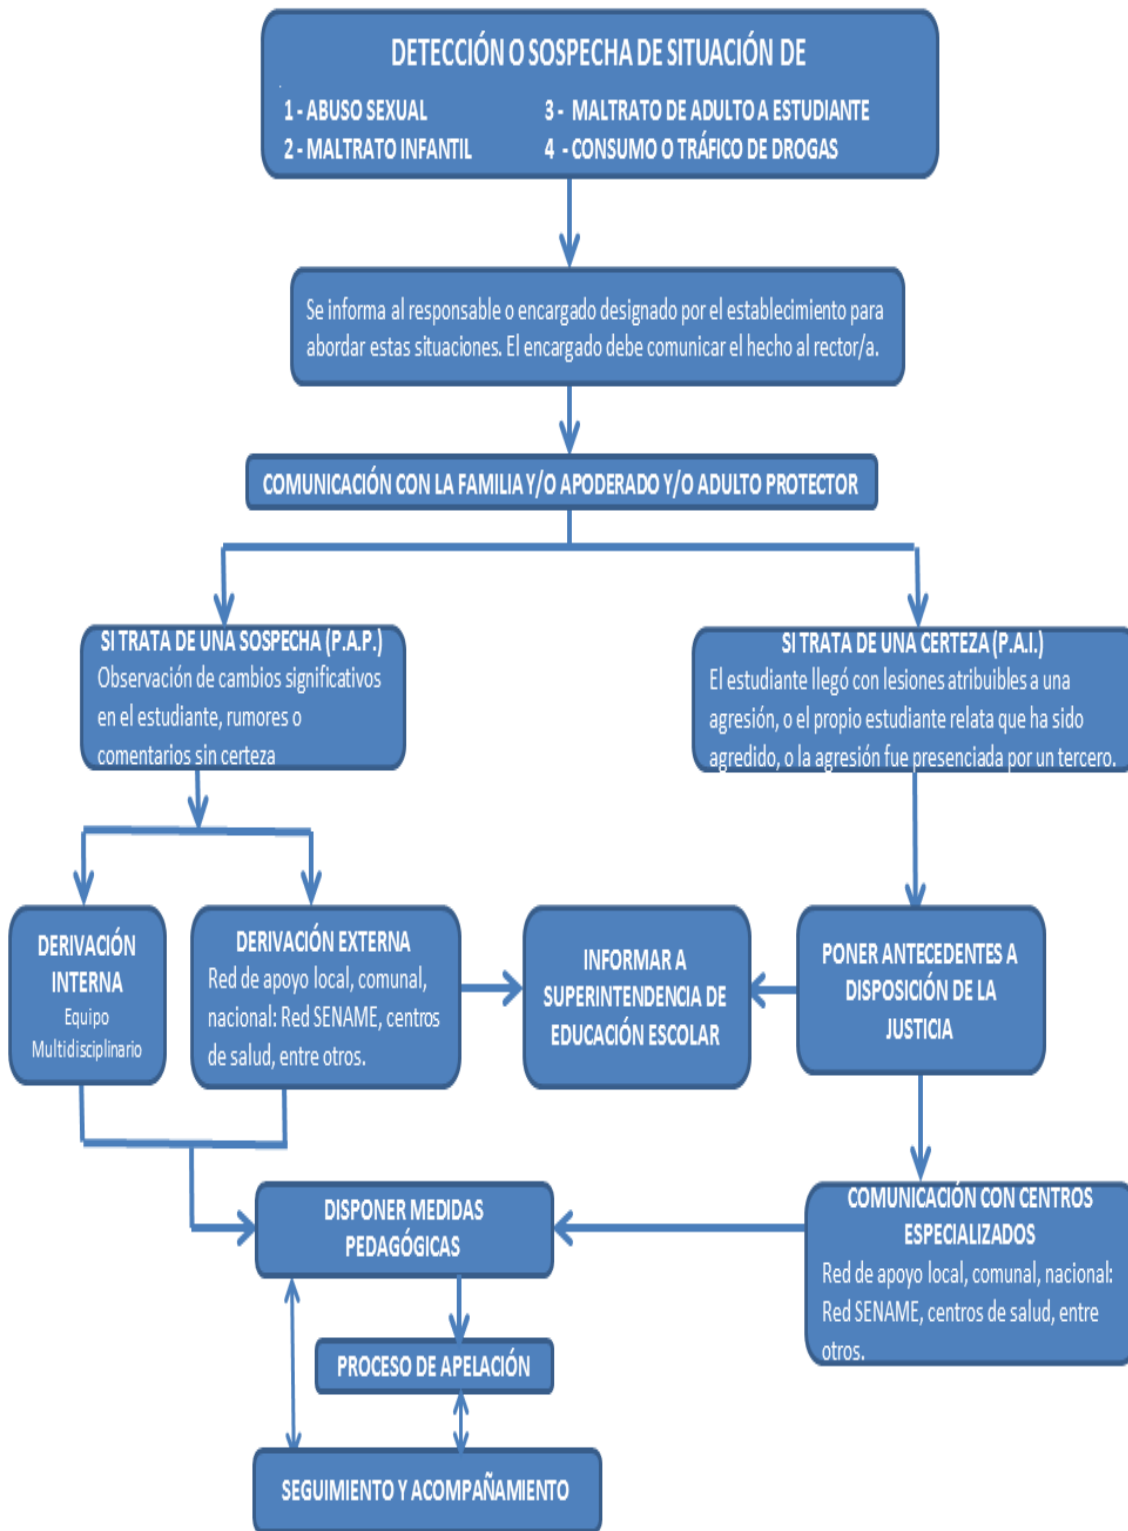 DETECCIÓN O SOSPECHA DE SITUACIÓN DE
1 - ABUSO SEXUAL
2 - MALTRATO INFANTIL
3 - MALTRATO DE ADULTO A ESTUDIANTE
4 - CONSUMO O TRÁFICO DE DROGAS
Se informa al responsable o encargado designado por el establecimiento para
abordar estas situaciones. El encargado debe comunicar el hecho al rector/a.
COMUNICACIÓN CON LA FAMILIA Y/O APODERADO Y/O ADULTO PROTECTOR
SI TRATA DE UNA SOSPECHA (P.A.P.)
Observación de cambios significativos
en el estudiante, rumores o
comentarios sin certeza
SI TRATA DE UNA CERTEZA (P.A.I.)
El estudiante llegó con lesiones atribuibles a una
agresión, o el propio estudiante relata que ha sido
agredido, o la agresión fue presenciada por un tercero.
DERIVACIÓN
INTERNA
Equipo
Multidisciplinario
DERIVACIÓN EXTERNA
Red de apoyo local, comunal,
nacional: Red SENAME, centros
de salud, entre otros.
INFORMAR A
SUPERINTENDENCIA DE
EDUCACIÓN ESCOLAR
PONER ANTECEDENTES A
DISPOSICIÓN DE LA
JUSTICIA
DISPONER MEDIDAS
PEDAGÓGICAS
COMUNICACIÓN CON CENTROS
ESPECIALIZADOS
Red de apoyo local, comunal, nacional:
Red SENAME, centros de salud, entre
otros.
PROCESO DE APELACIÓN
SEGUIMIENTO Y ACOMPAÑAMIENTO